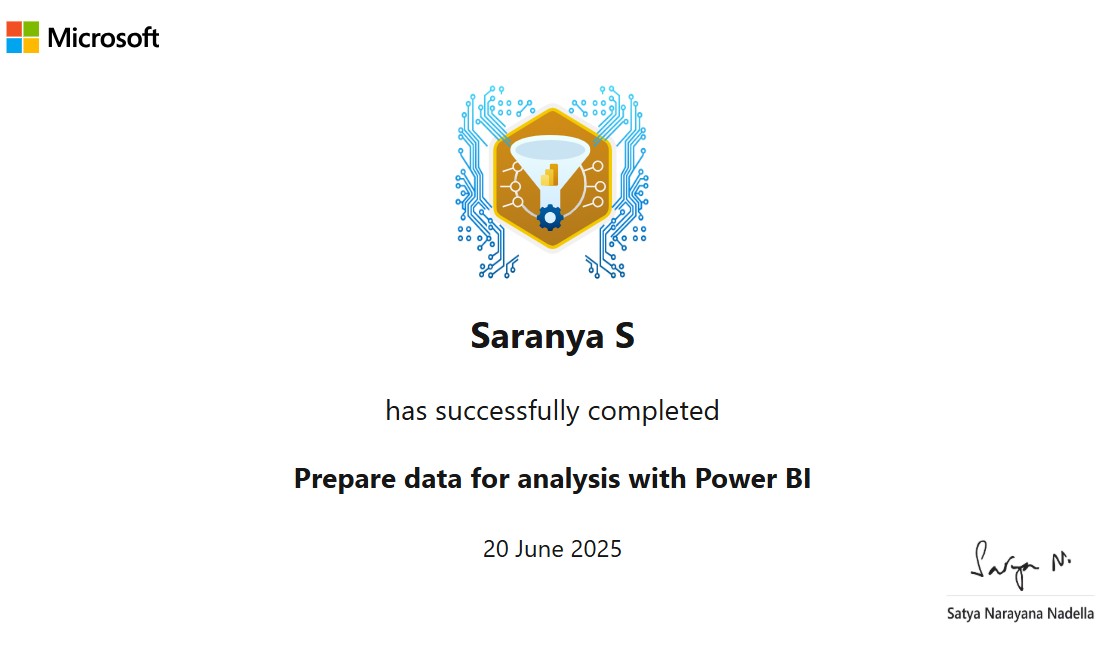 Microsoft
Saranya S
has successfully completed
Prepare data for analysis with Power BI
20 June 2025
Satya N.
Satya Narayana Nadella